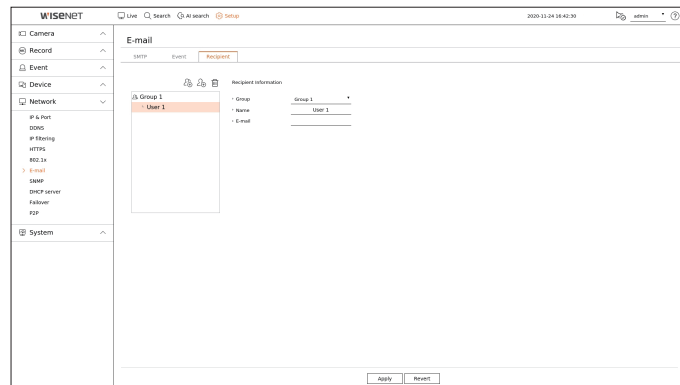 WISENET
Live Search AI search Setup
2020-11-24 16:42:30
admin
?
Camera
Record
Event
Device
Network
IP & Port
DDNS
IP filtering
HTTPS
802.1x
E-mail
SNMP
DHCP server
Failover
P2P
System
E-mail
SMTP Event Recipient
Group 1
User 1
Recipient Information
Group Group 1
Name User 1
E-mail
Apply Revert